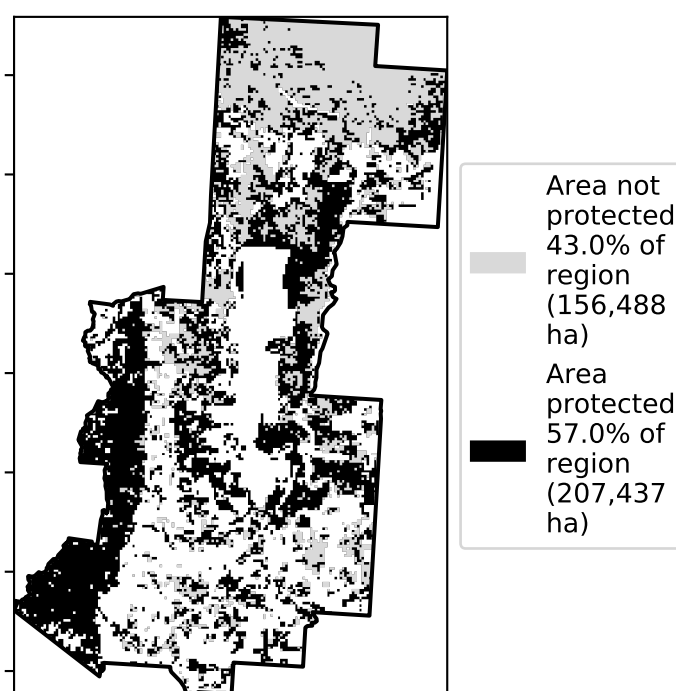 Area not
protected
43.0% of
region
(156,488
ha)
Area
protected
57.0% of
region
(207,437
ha)